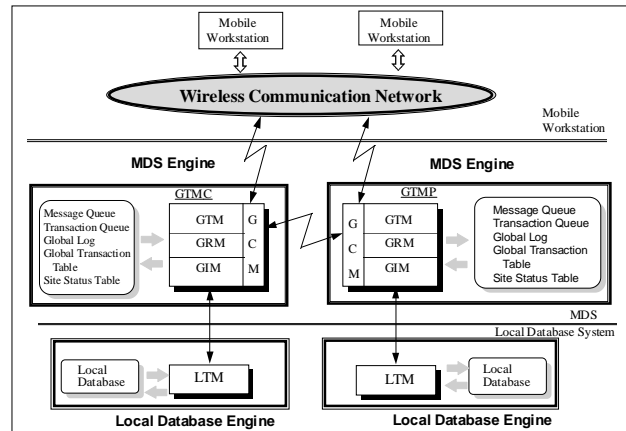 Mobile
Workstation
Mobile
Workstation
Wireless Communication Network
Mobile
Workstation
MDS Engine
MDS Engine
GTMC
Message Queue
Transaction Queue
Global Log
Global Transaction
Table
Site Status Table
GTM
GRM
GIM
G
C
M
GTMP
G
C
M
GTM
GRM
GIM
Message Queue
Transaction Queue
Global Log
Global Transaction
Table
Site Status Table
MDS
Local Database System
Local
Database
LTM
LTM
Local
Database
Local Database Engine
Local Database Engine